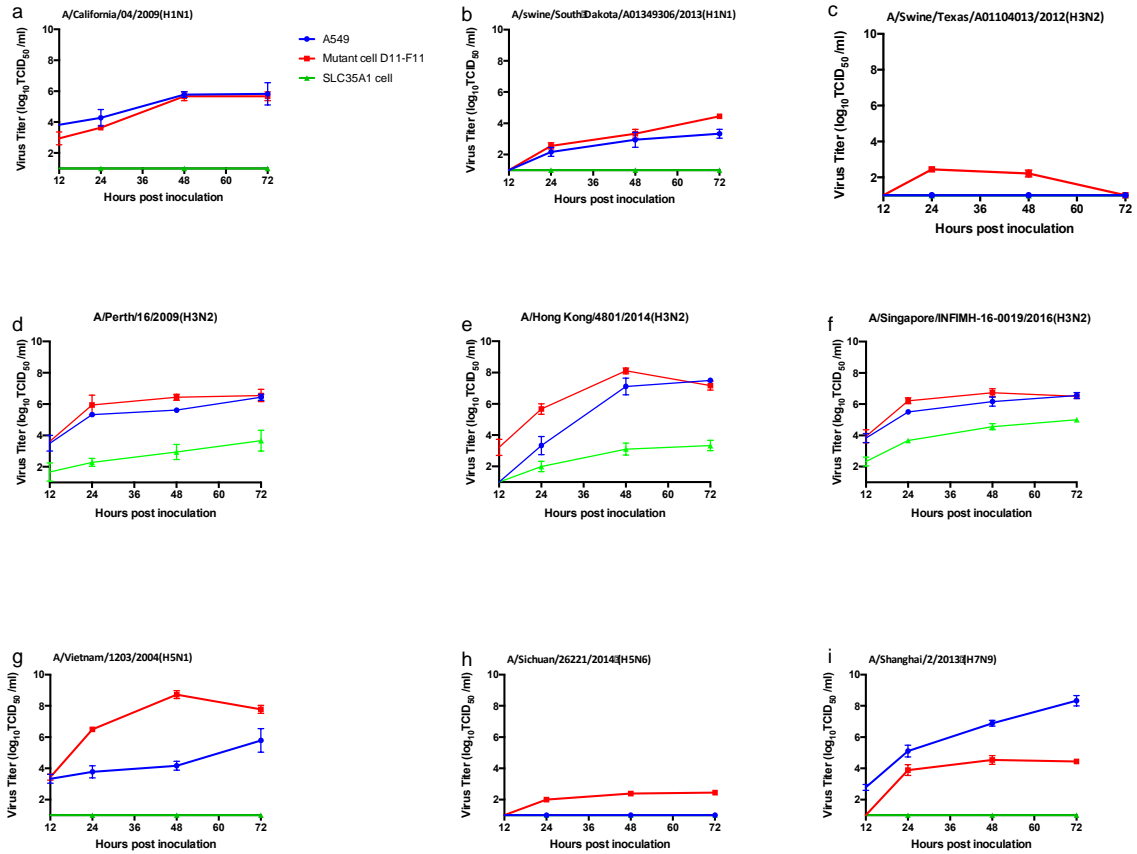 a
A/California/04/2009(H1N1)
Virus Titer (log10TCID50 /ml)
10
8
6
4
2
12 24 36 48 60 72
Hours post inoculation
A549
Mutant cell D11-F11
SLC35A1 cell
b
A/swine/South Dakota/A01349306/2013(H1N1)
Virus Titer (log10TCID50 /ml)
10
8
6
4
2
12 24 36 48 60 72
Hours post inoculation
c
A/Swine/Texas/A01104013/2012(H3N2)
Virus Titer (log10TCID50 /ml)
10
8
6
4
2
12 24 36 48 60 72
Hours post inoculation
d
A/Perth/16/2009(H3N2)
Virus Titer (log10TCID50 /ml)
10
8
6
4
2
12 24 36 48 60 72
Hours post inoculation
e
A/Hong Kong/4801/2014(H3N2)
Virus Titer (log10TCID50 /ml)
10
8
6
4
2
12 24 36 48 60 72
Hours post inoculation
f
A/Singapore/INFIMH-16-0019/2016(H3N2)
Virus Titer (log10TCID50 /ml)
10
8
6
4
2
12 24 36 48 60 72
Hours post inoculation
g
A/Vietnam/1203/2004(H5N1)
Virus Titer (log10TCID50 /ml)
10
8
6
4
2
12 24 36 48 60 72
Hours post inoculation
h
A/Sichuan/26221/2014 (H5N6)
Virus Titer (log10TCID50 /ml)
10
8
6
4
2
12 24 36 48 60 72
Hours post inoculation
i
A/Shanghai/2/2013 (H7N9)
Virus Titer (log10TCID50 /ml)
10
8
6
4
2
12 24 36 48 60 72
Hours post inoculation